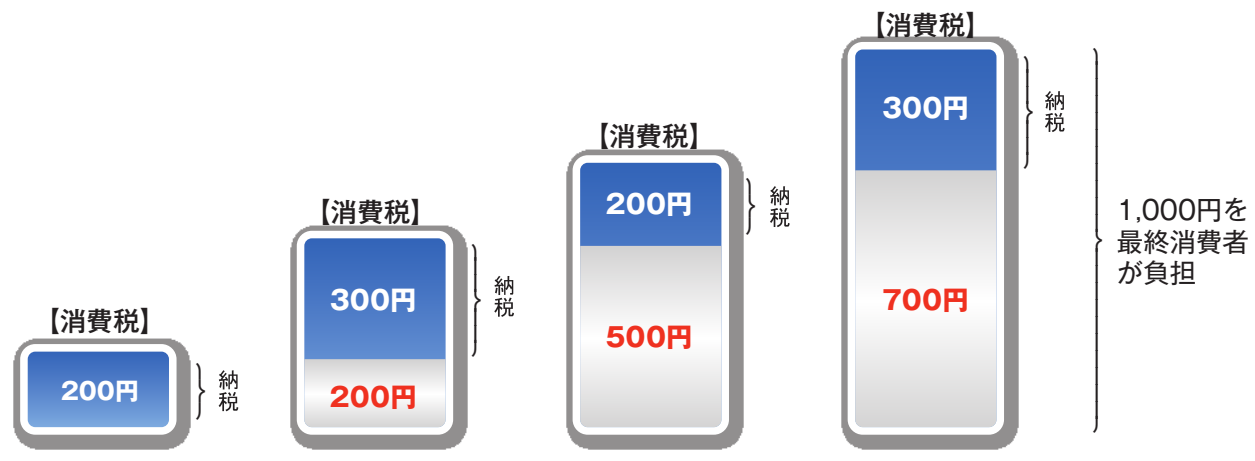 【消費税】
200円
納税
【消費税】
300円
納税
200円
【消費税】
200円
納税
500円
【消費税】
300円
納税
700円
1,000円を
最終消費者
が負担